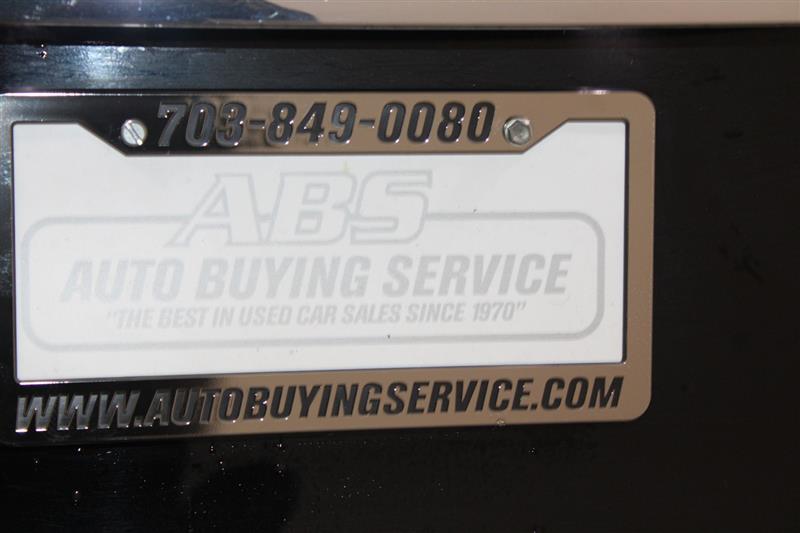 703-849-0080
ABS
AUTO BUYING SERVICE
"THE BEST IN USED CAR SALES SINCE 1970"
WWW.AUTOBUYINGSERVICE.COM